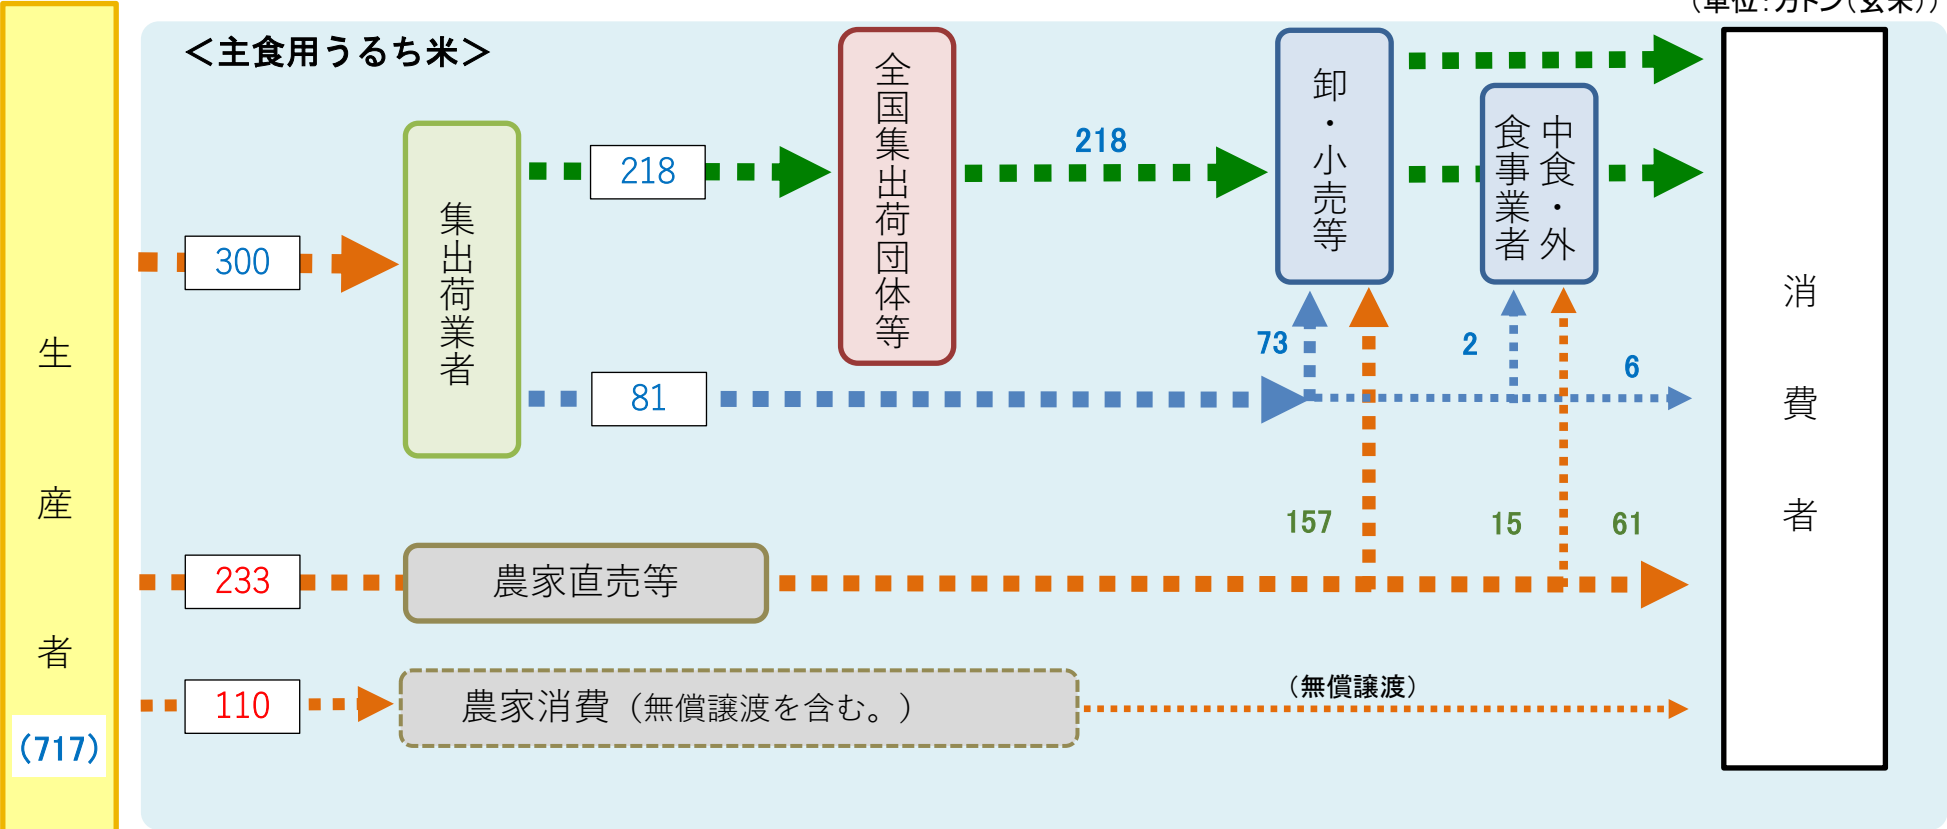 （単位：万トン（玄米））
＜主食用うるち米＞
生産者
（717）
300
集出荷業者
218
全国集出荷団体等
218
卸・小売等
中食・外
食事業者
消費者
81
73
2
6
233
農家直売等
157
15
61
110
農家消費（無償譲渡を含む。）
（無償譲渡）